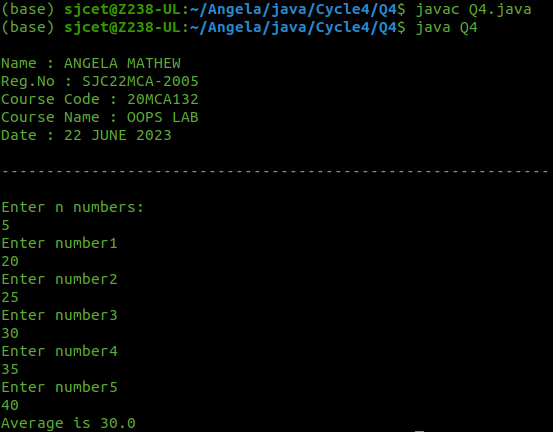 (base) sjcet@Z238-UL:~/Angela/java/Cycle4/Q4$ javac Q4.java
(base) sjcet@Z238-UL:~/Angela/java/Cycle4/Q4$ java Q4
Name : ANGELA MATHEW
Reg.No : SJC22MCA-2005
Course Code : 20MCA132
Course Name : OOPS LAB
Date : 22 JUNE 2023
-------------------------------------------------------------
Enter n numbers:
5
Enter number1
20
Enter number2
25
Enter number3
30
Enter number4
35
Enter number5
40
Average is 30.0